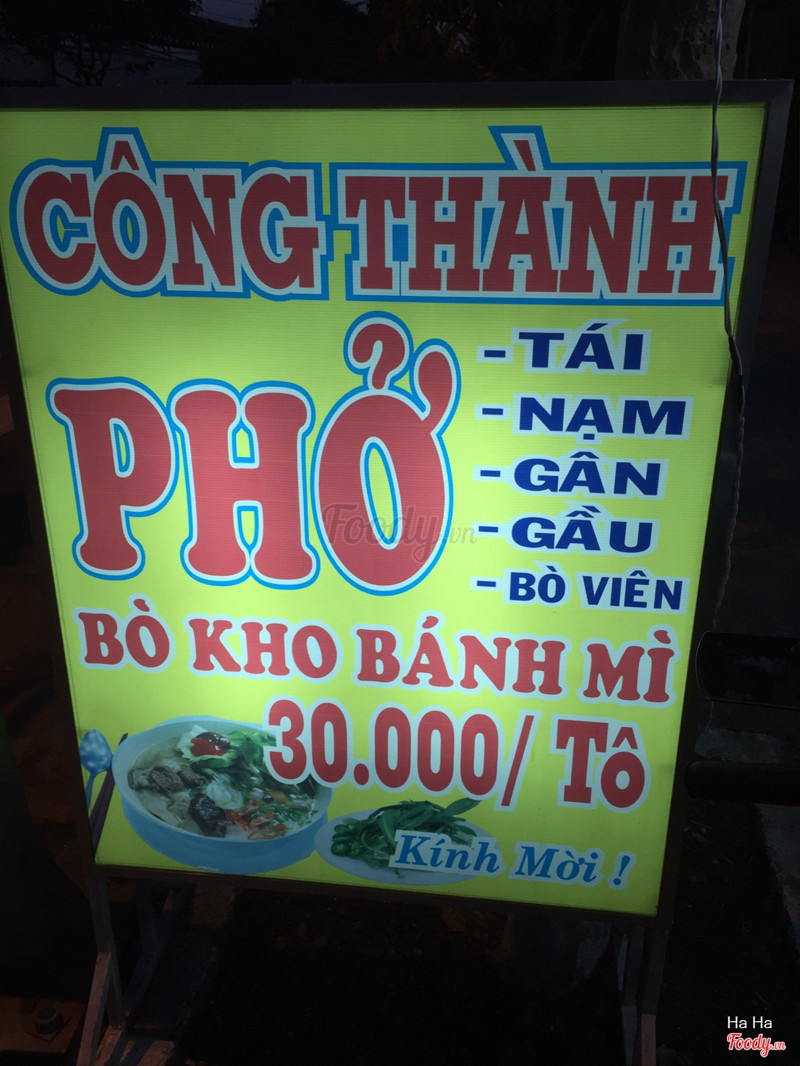 CÔNG THÀNH
PHỞ
- TÁI
- NẠM
- GÂN
- GẦU
- BÒ VIÊN
BÒ KHO BÁNH MÌ
30.000/ TÔ
Kính Mời !
Foody.vn
Ha Ha
Foody.vn